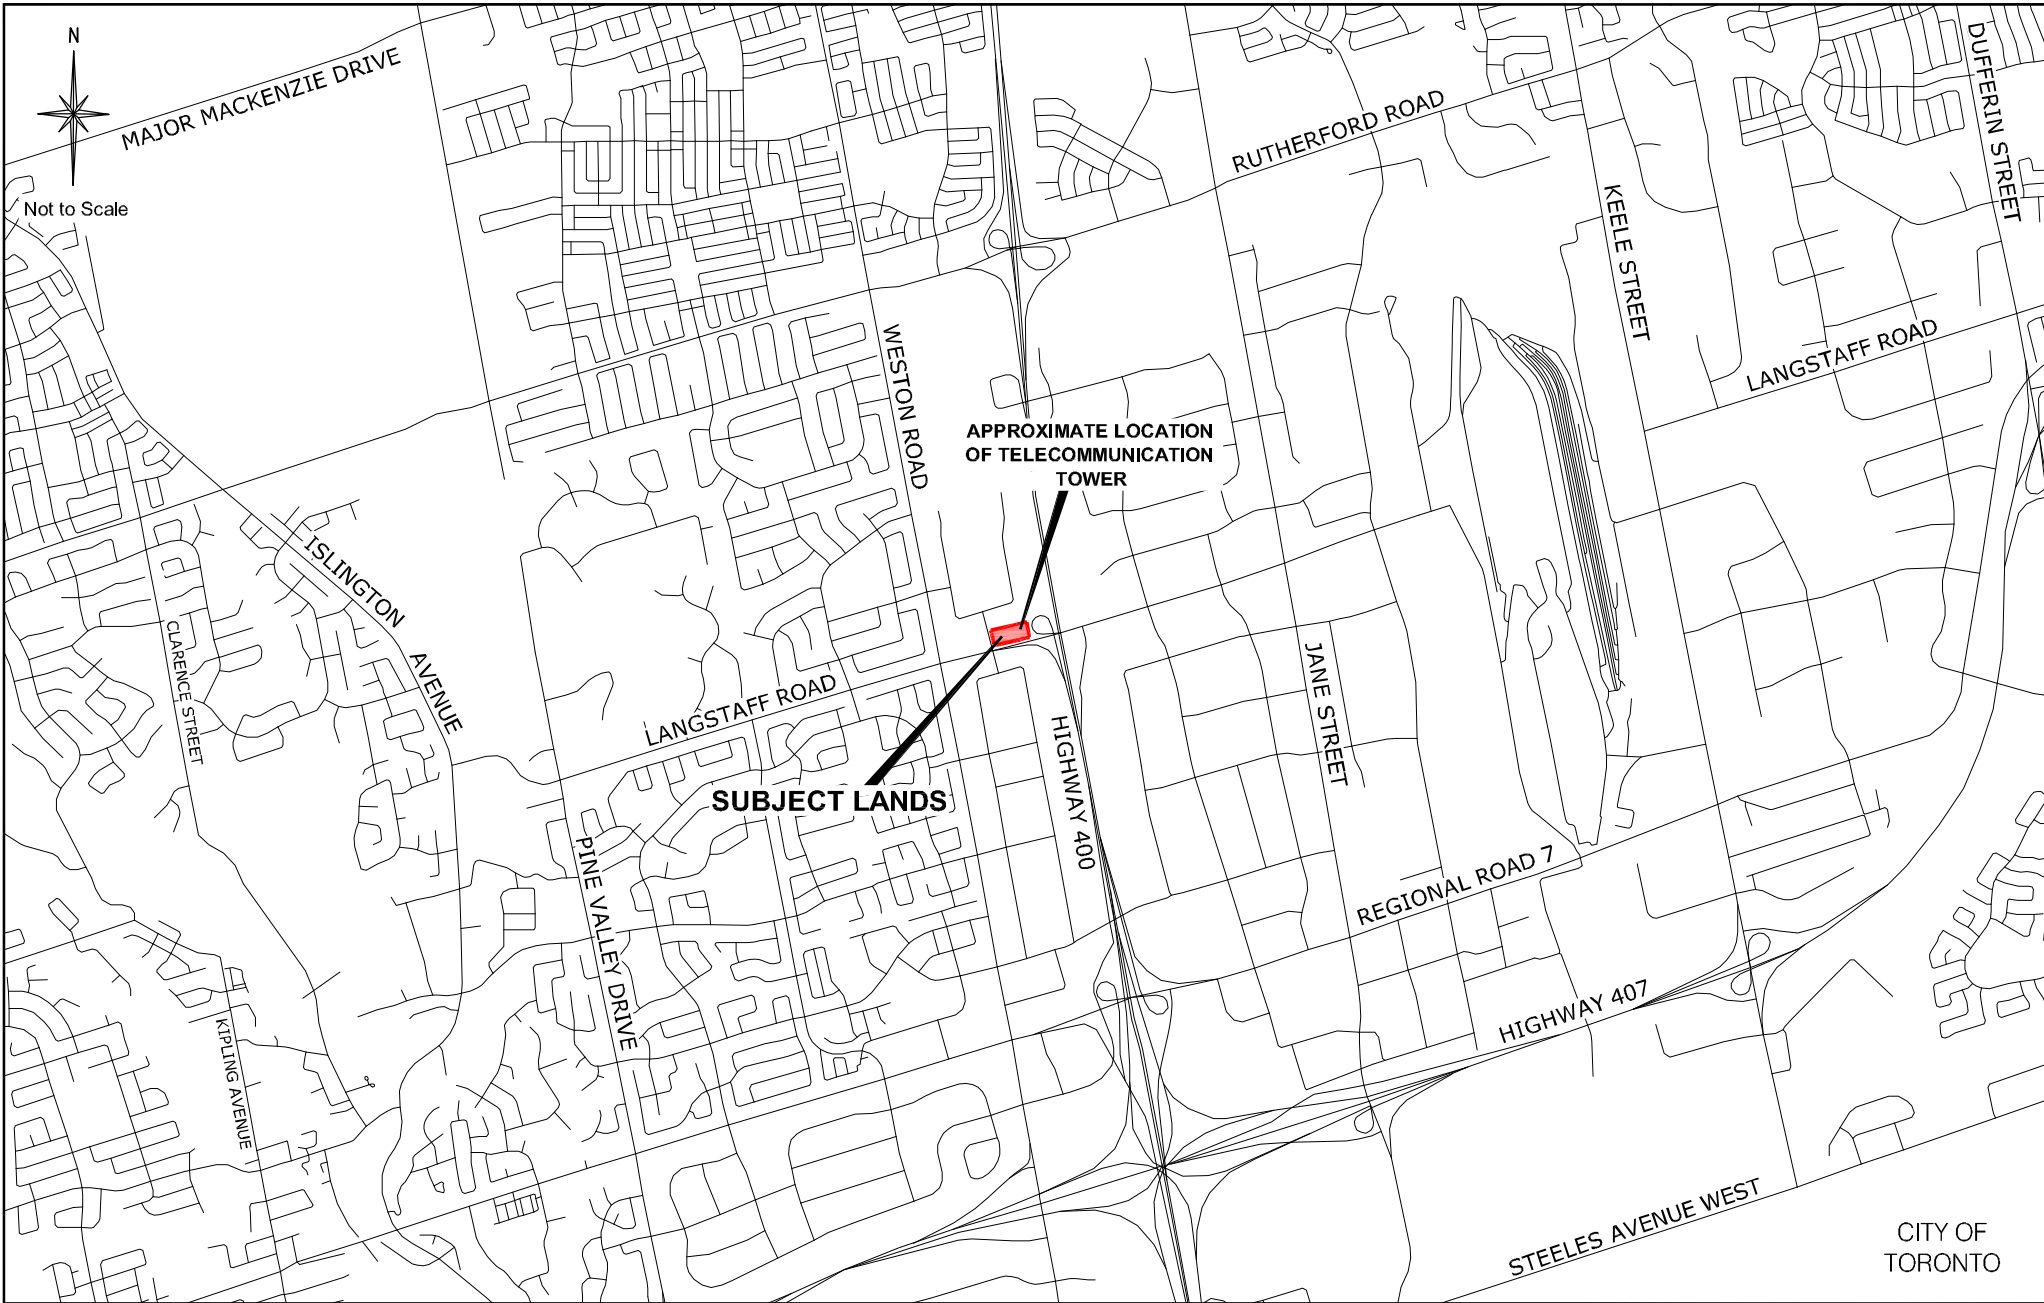 N
Not to Scale
MAJOR MACKENZIE DRIVE
RUTHERFORD ROAD
DUFFERIN STREET
KEELE STREET
LANGSTAFF ROAD
WESTON ROAD
APPROXIMATE LOCATION
OF TELECOMMUNICATION
TOWER
ISLINGTON
AVENUE
CLARENCE STREET
LANGSTAFF ROAD
JANE STREET
HIGHWAY 400
SUBJECT LANDS
PINE VALLEY DRIVE
REGIONAL ROAD 7
HIGHWAY 407
KIPLING AVENUE
STEELES AVENUE WEST
CITY OF
TORONTO